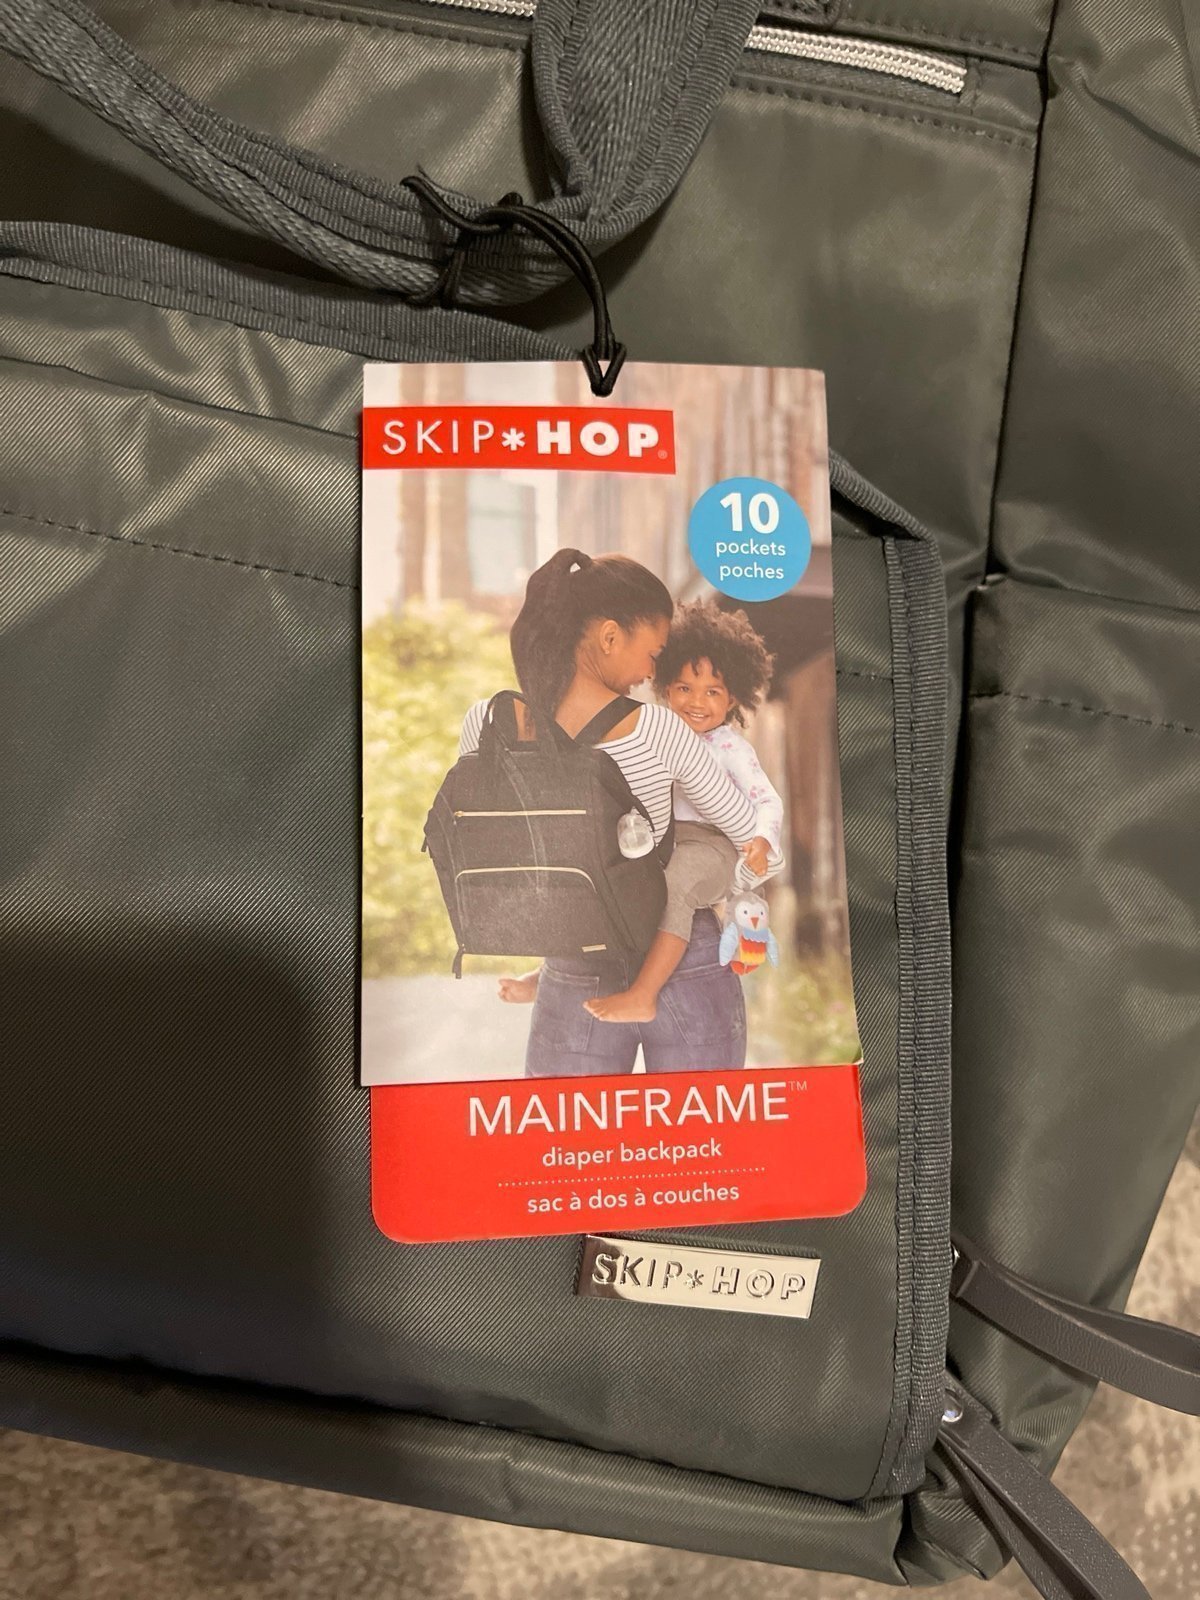 SKIP*HOP®
10
pockets
poches
MAINFRAME™
diaper backpack
sac à dos à couches
SKIP*HOP